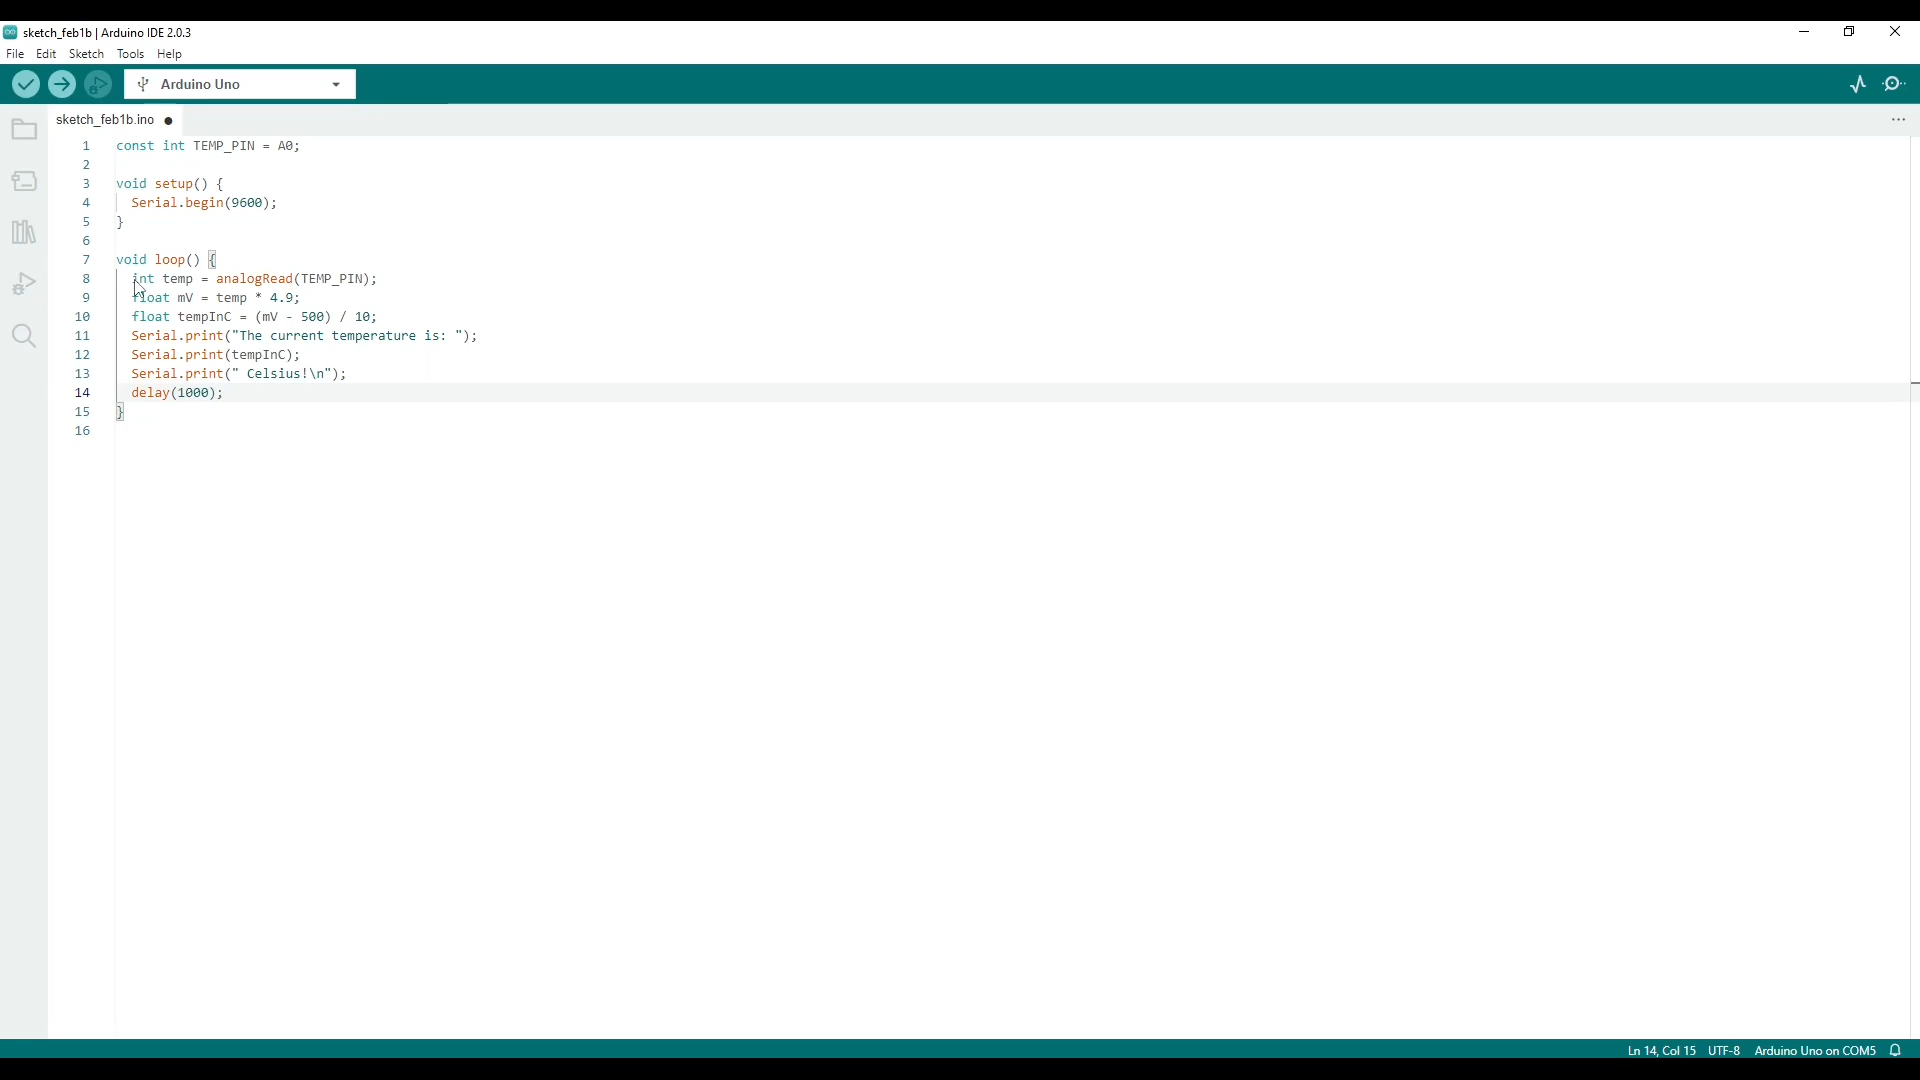 sketch_feb1b | Arduino IDE 2.0.3
File Edit Sketch Tools Help
Arduino Uno
sketch_feb1b.ino
1 const int TEMP_PIN = A0;
2
3 void setup() {
4 Serial.begin(9600);
5 }
6
7 void loop() {
8 int temp = analogRead(TEMP_PIN);
9 float mV = temp * 4.9;
10 float tempInC = (mV - 500) / 10;
11 Serial.print("The current temperature is: ");
12 Serial.print(tempInC);
13 Serial.print(" Celsius!\n");
14 delay(1000);
15 }
16
Ln 14, Col 15 UTF-8 Arduino Uno on COM5